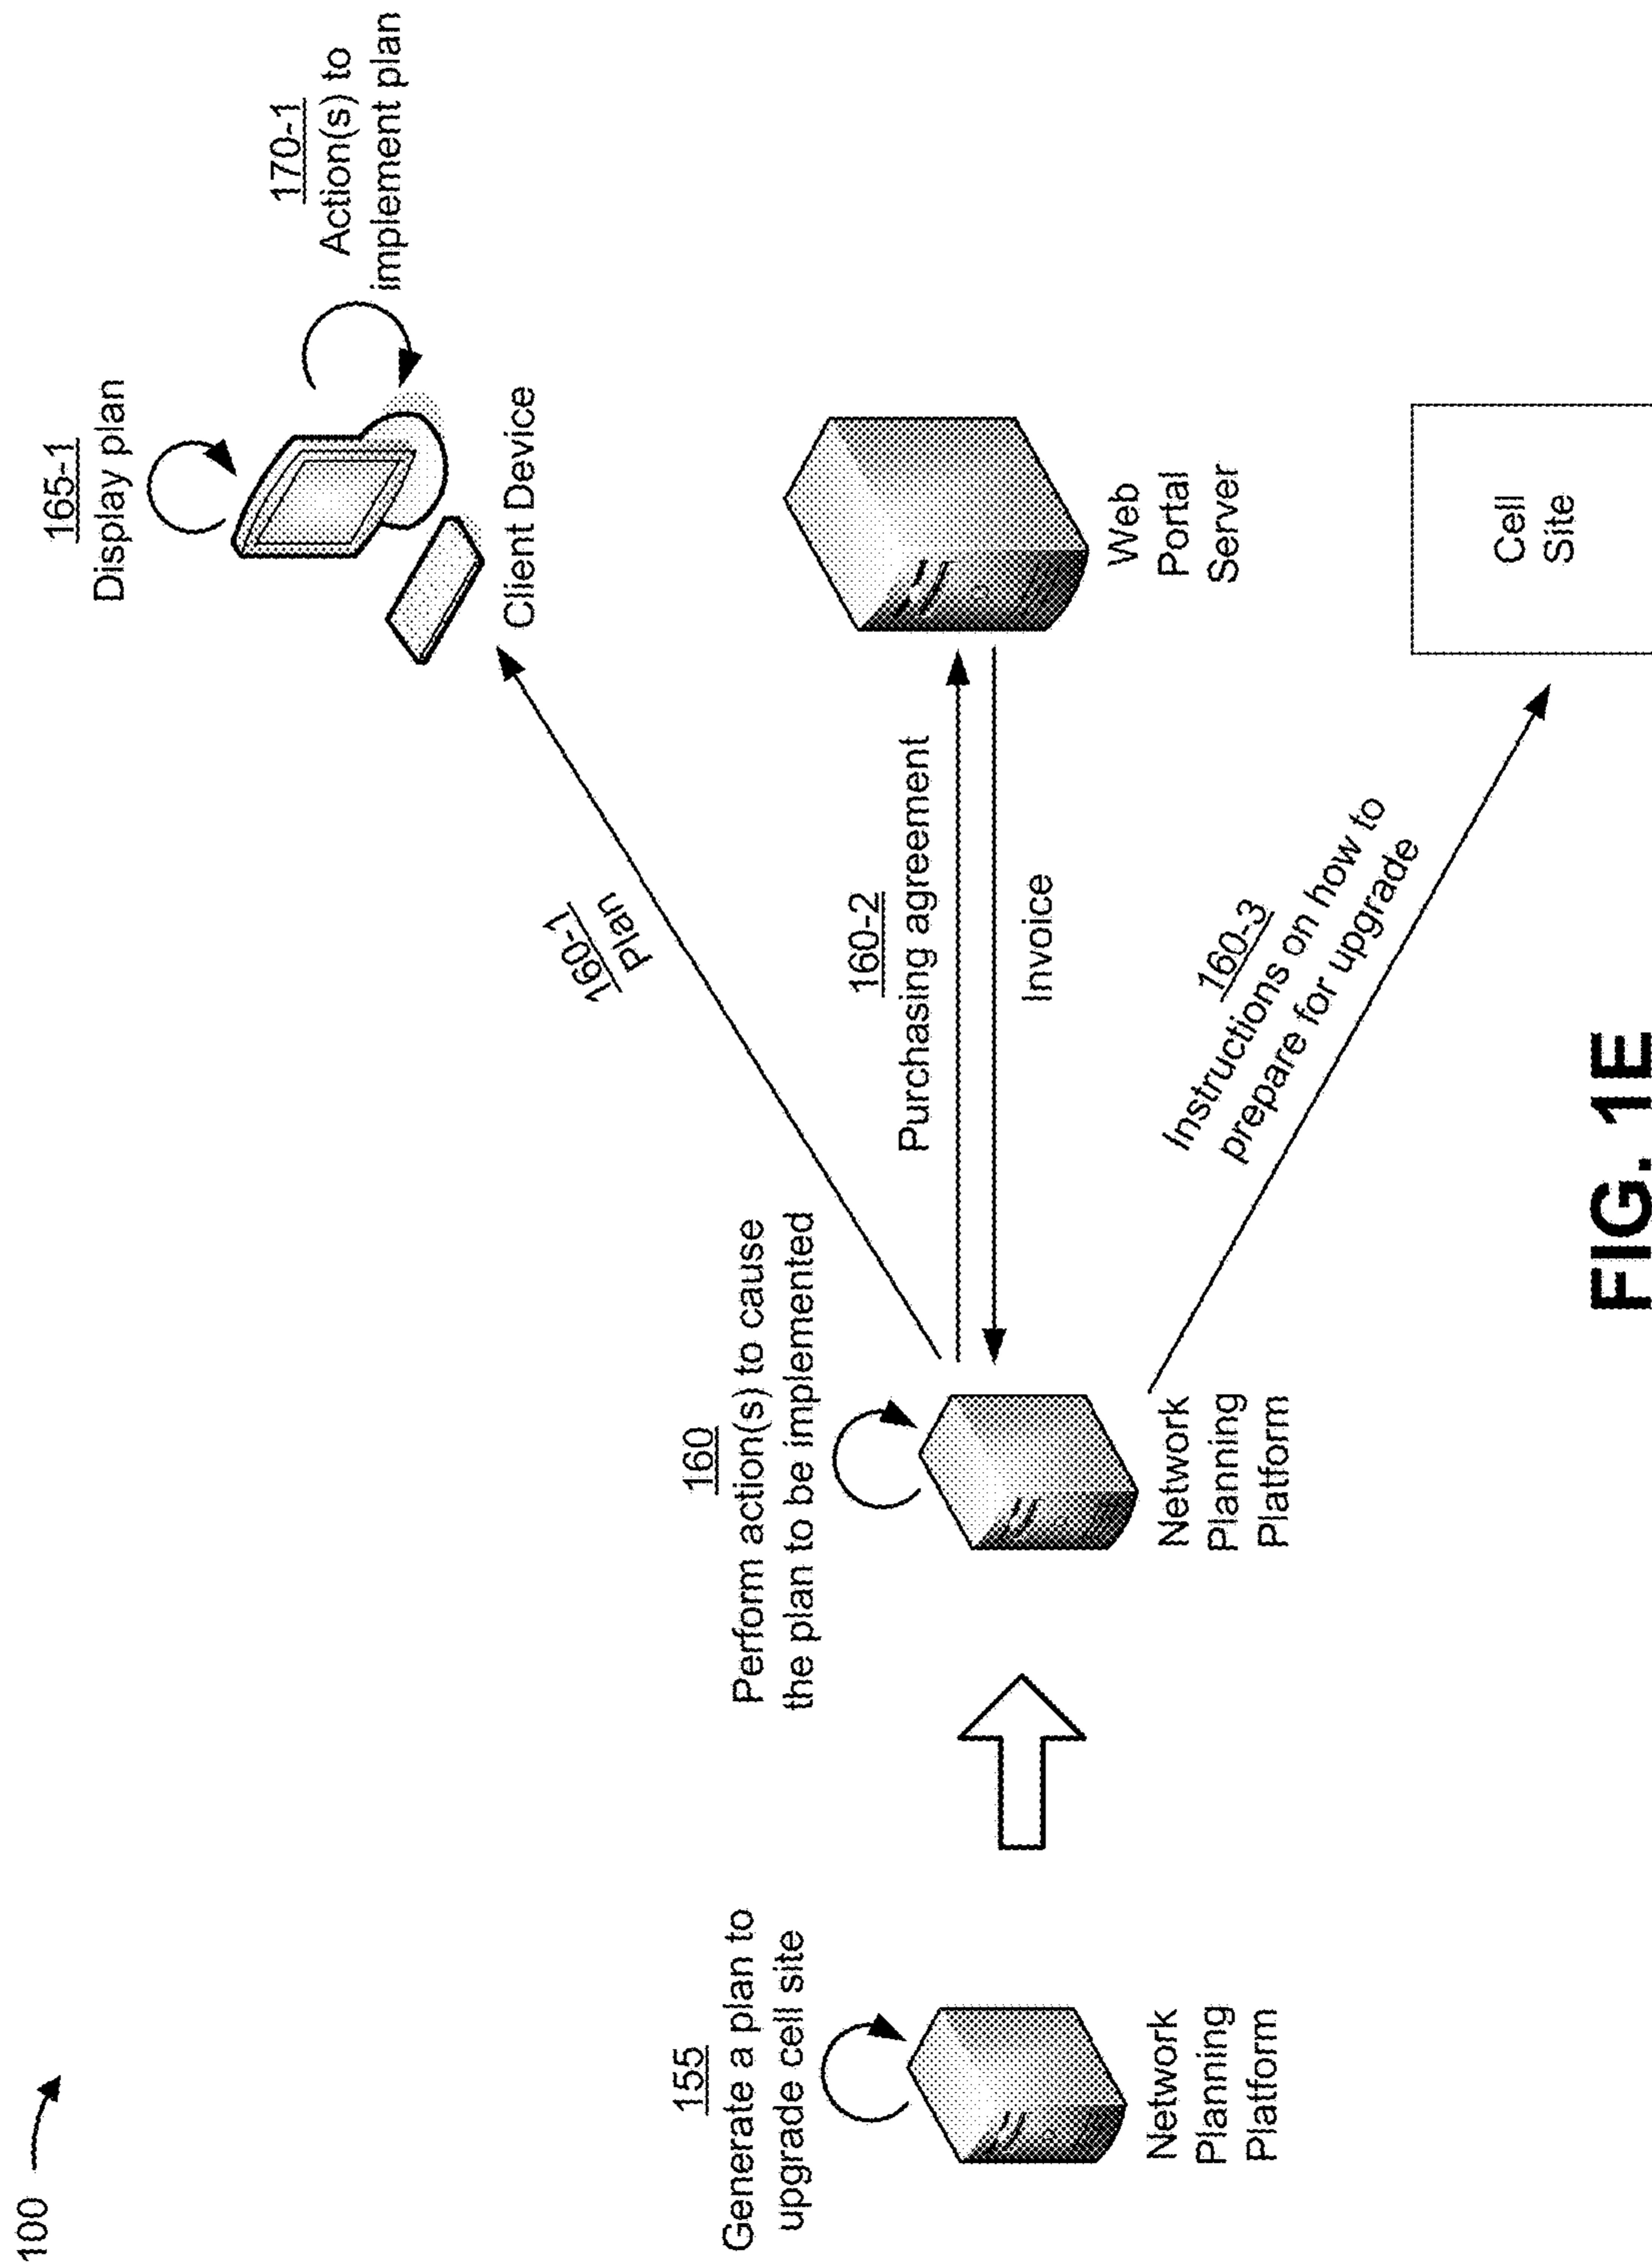 100
155
Generate a plan to
upgrade cell site
Network
Planning
Platform
160
Perform action(s) to cause
the plan to be implemented
Network
Planning
Platform
160-1
Plan
160-2
Purchasing agreement
Invoice
160-3
Instructions on how to
prepare for upgrade
165-1
Display plan
170-1
Action(s) to
implement plan
Client Device
Web
Portal
Server
Cell
Site
FIG. 1E